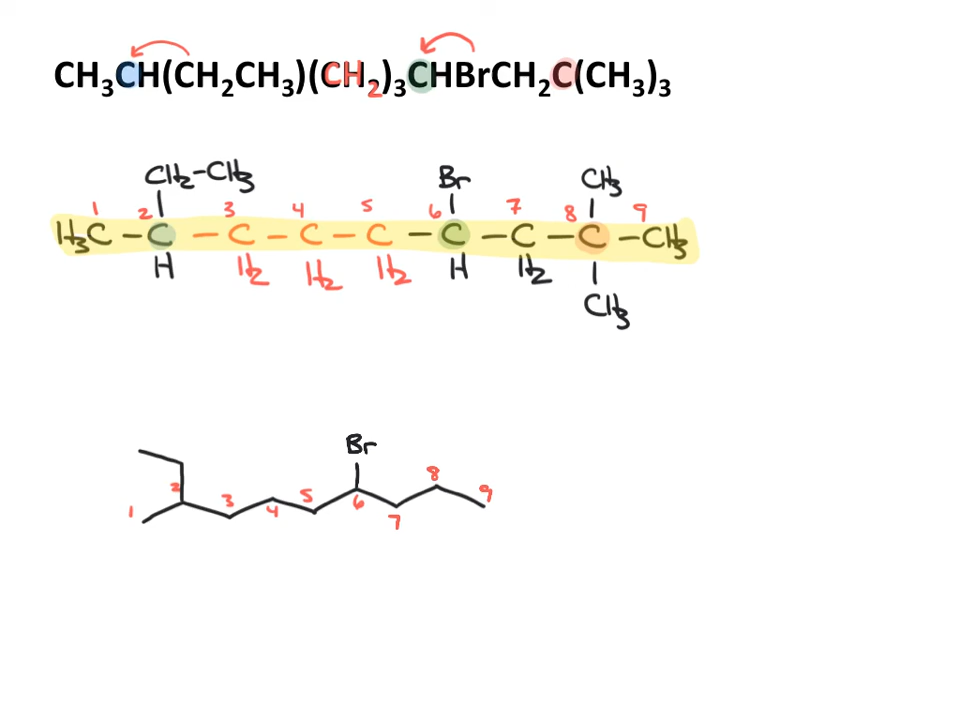 CH₃CH(CH₂CH₃)(CH₂)₃CHBrCH₂C(CH₃)₃
CH₂-CH₃ Br CH₃
1 2 3 4 5 6 7 8 9
H₃C - C - C - C - C - C - C - C - CH₃
H H₂ H₂ H₂ H H₂ CH₃
Br
1 2 3 4 5 6 7 8 9